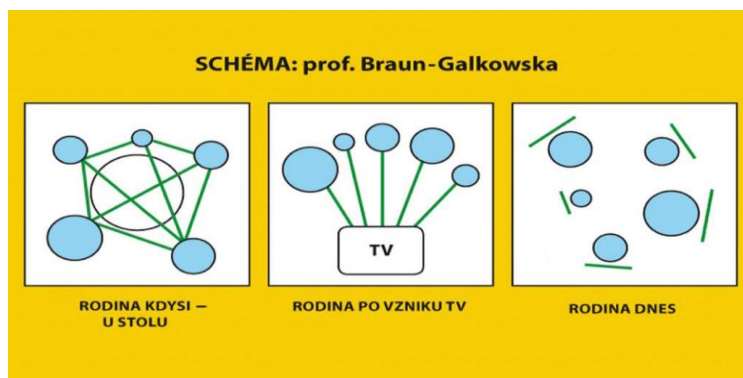 SCHÉMA: prof. Braun-Galkowska
TV
RODINA KDYSI –
U STOLU
RODINA PO VZNIKU TV
RODINA DNES